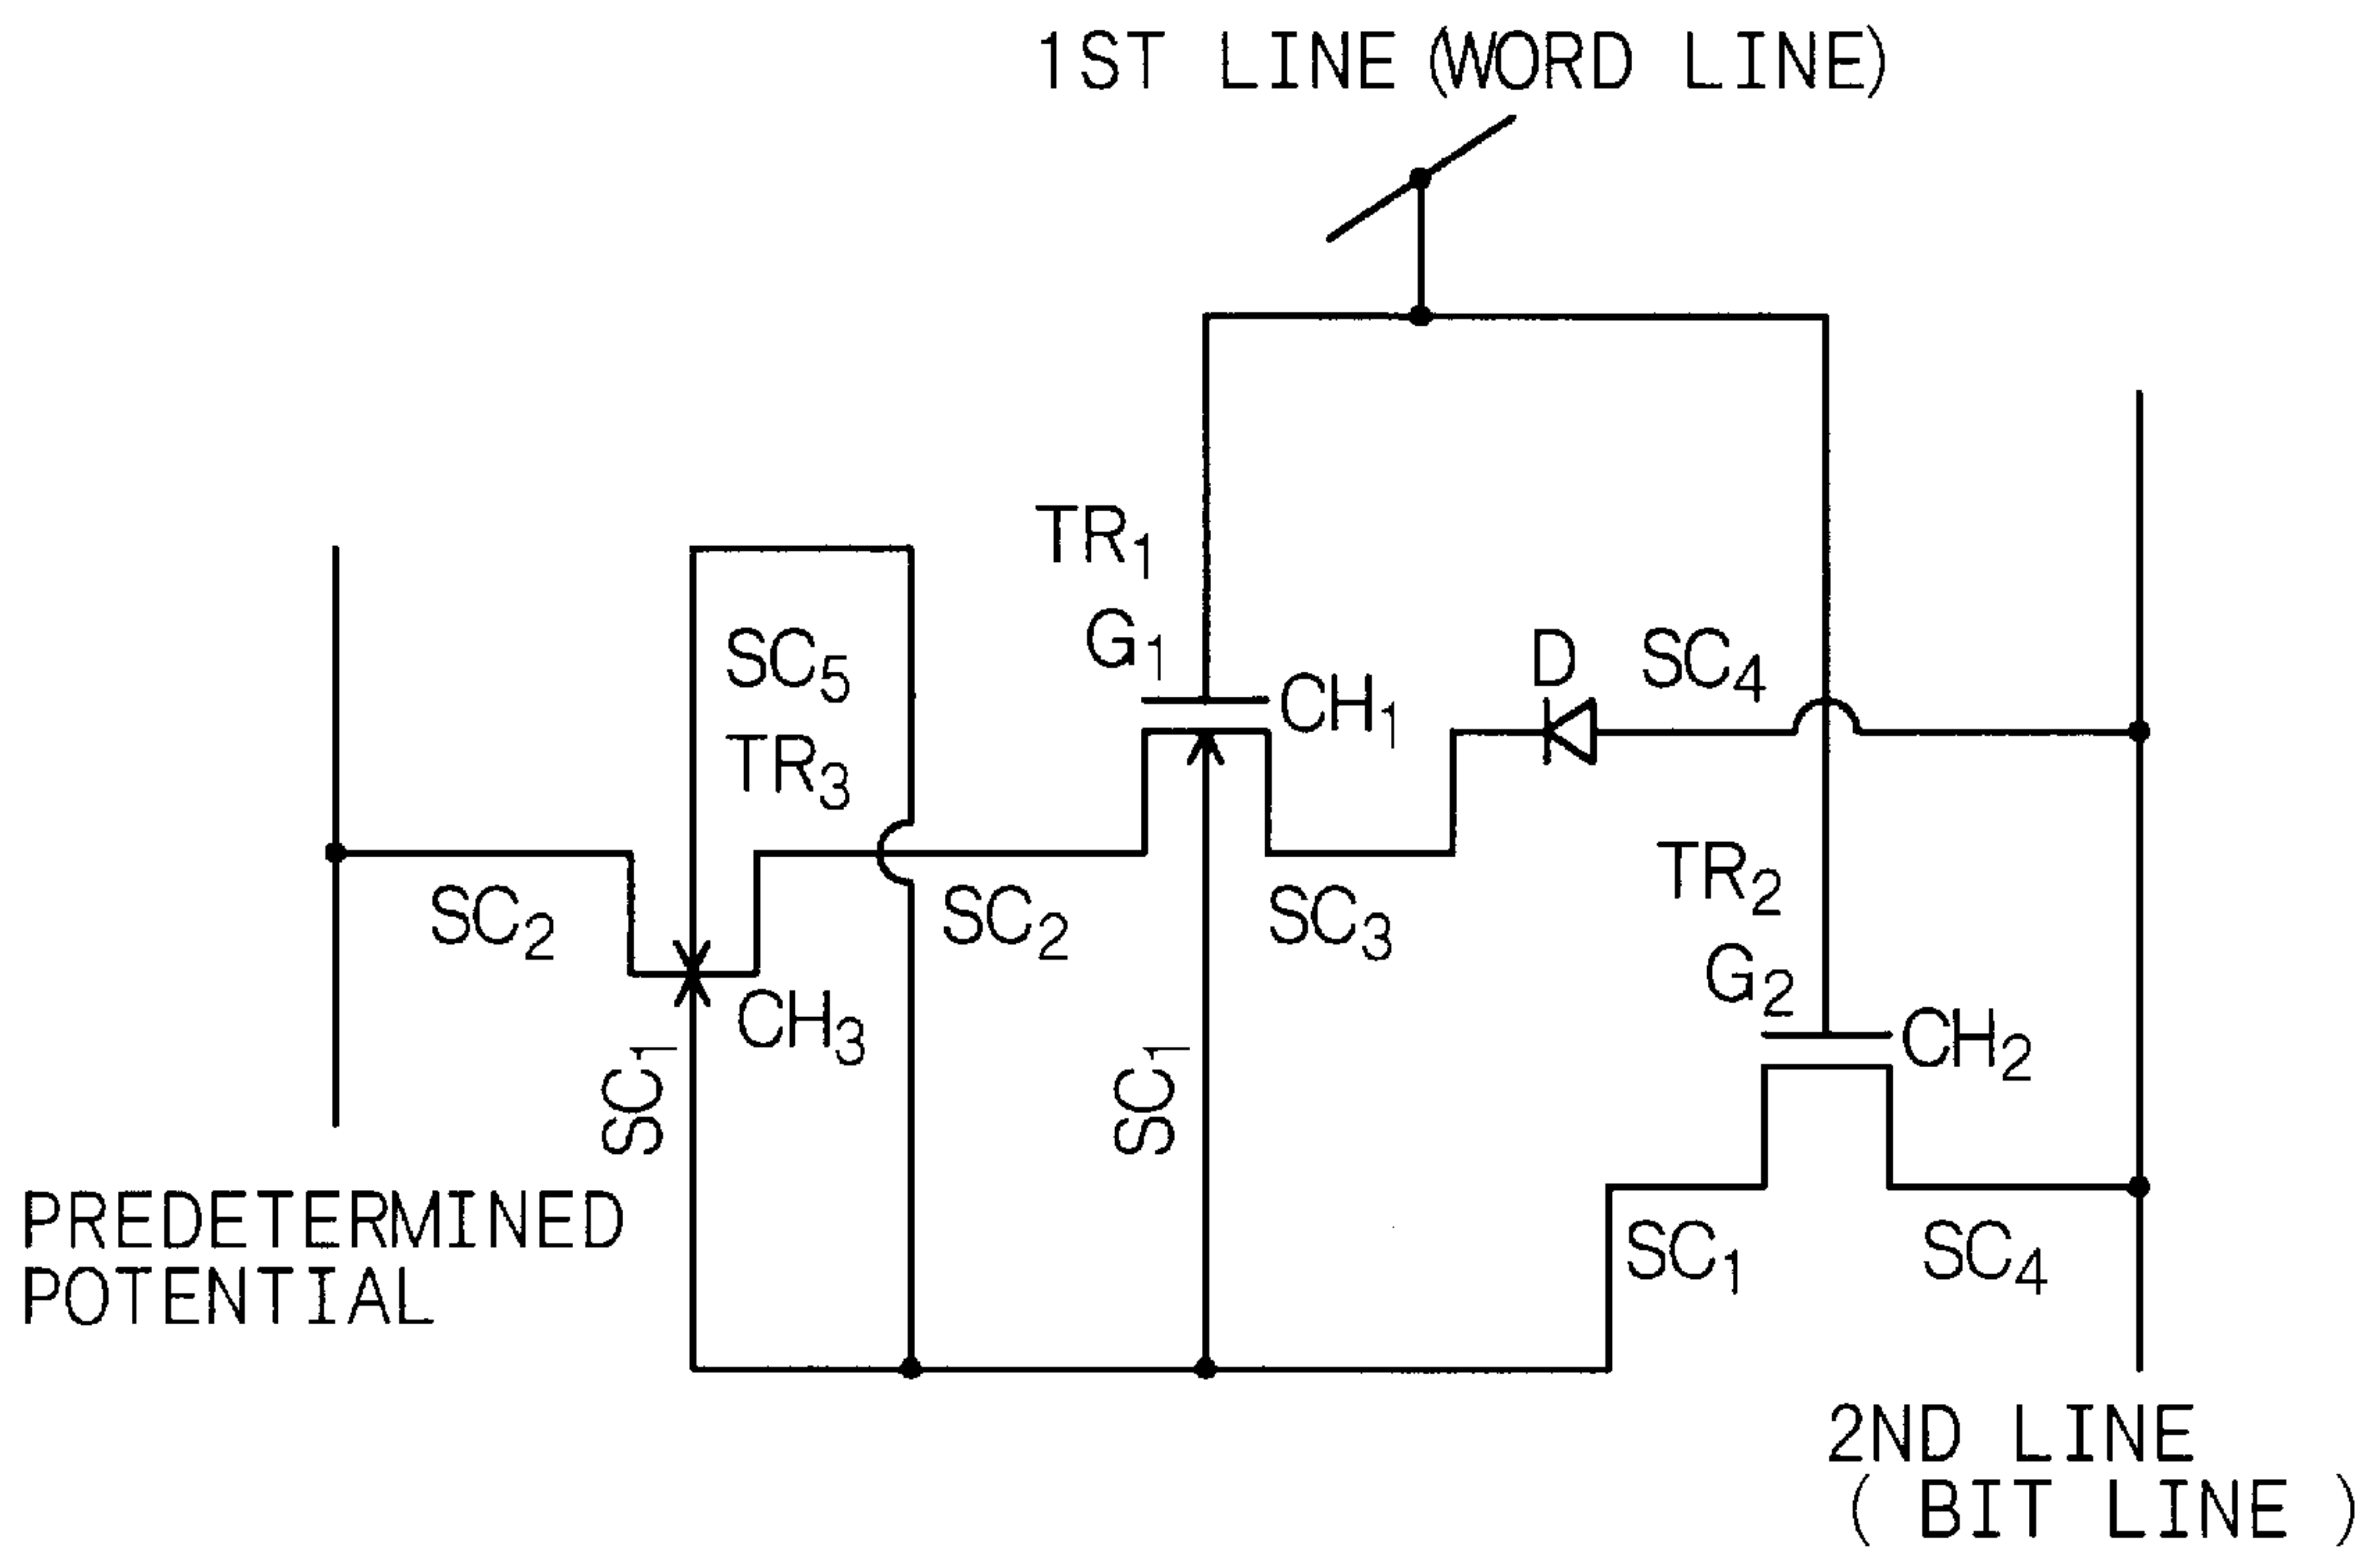 1ST LINE (WORD LINE)
TR1
G1
CH1
SC5
TR3
D
SC4
SC2
SC2
SC3
TR2
G2
CH2
CH3
SC1
SC1
SC1
SC4
PREDETERMINED
POTENTIAL
2ND LINE
( BIT LINE )